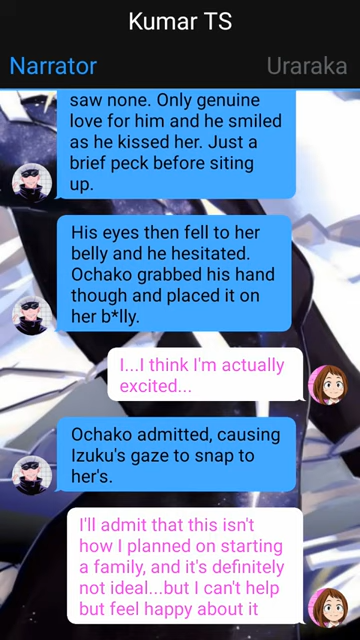 Kumar TS
Narrator
Uraraka
saw none. Only genuine
love for him and he smiled
as he kissed her. Just a
brief peck before siting
up.
His eyes then fell to her
belly and he hesitated.
Ochako grabbed his hand
though and placed it on
her b*lly.
I...I think I'm actually
excited...
Ochako admitted, causing
Izuku's gaze to snap to
her's.
I'll admit that this isn't
how I planned on starting
a family, and it's definitely
not ideal...but I can't help
but feel happy about it